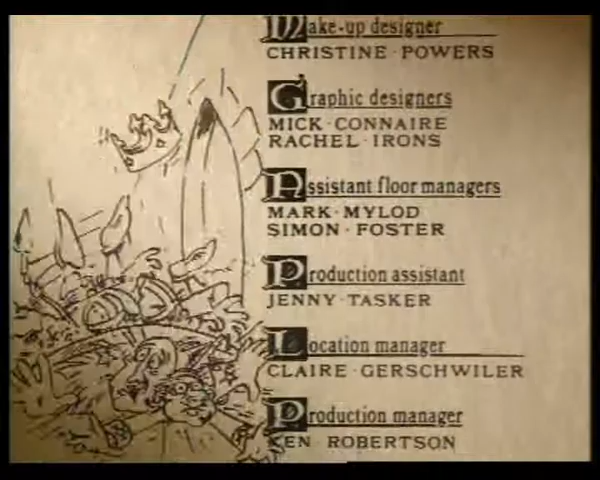 Make-up designer
CHRISTINE·POWERS
Graphic designers
MICK·CONNAIRE
RACHEL·IRONS
Assistant floor managers
MARK·MYLOD
SIMON·FOSTER
Production assistant
JENNY·TASKER
Location manager
CLAIRE·GERSCHWILER
Production manager
KEN ROBERTSON